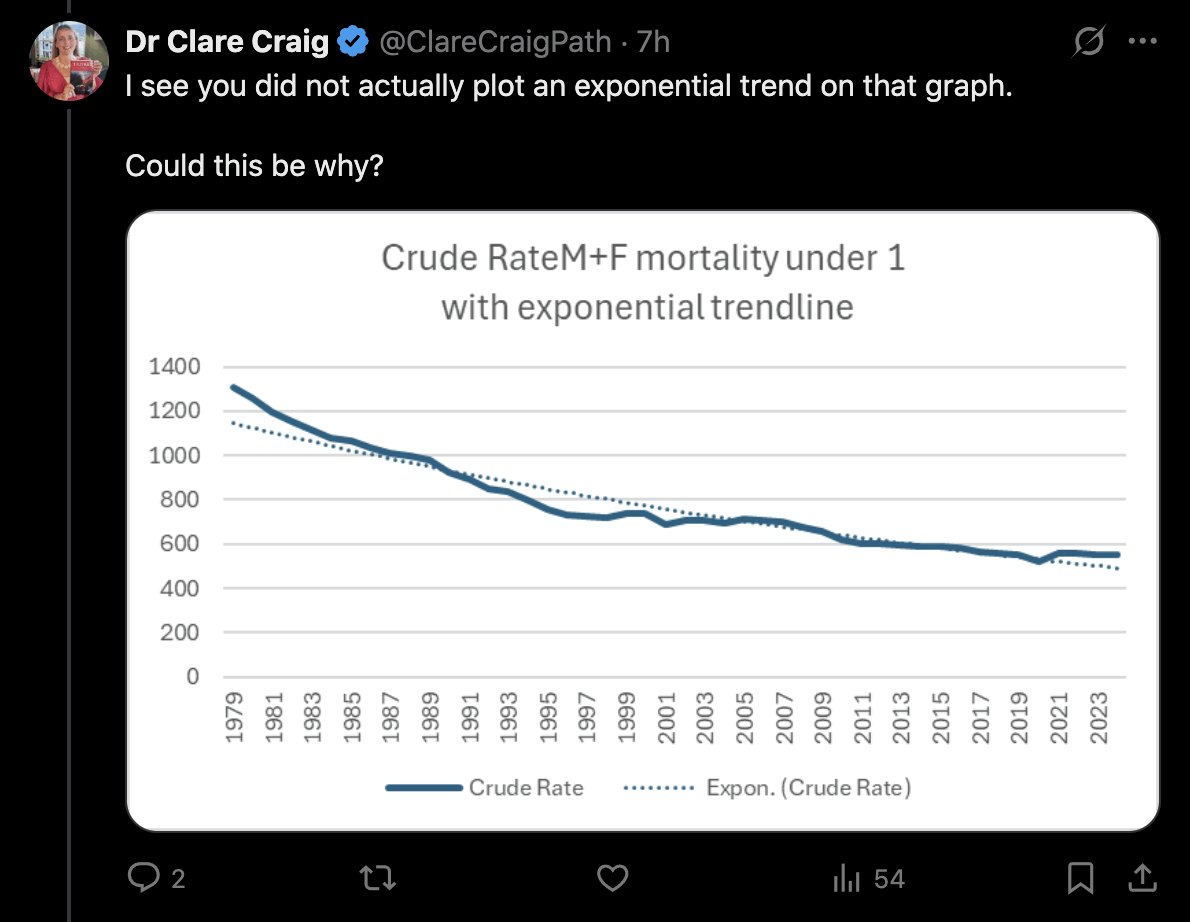 Dr Clare Craig @ClareCraigPath · 7h
I see you did not actually plot an exponential trend on that graph.
Could this be why?
Crude RateM+F mortality under 1
with exponential trendline
1400
1200
1000
800
600
400
200
0
1979 1981 1983 1985 1987 1989 1991 1993 1995 1997 1999 2001 2003 2005 2007 2009 2011 2013 2015 2017 2019 2021 2023
Crude Rate Expon. (Crude Rate)
2 54